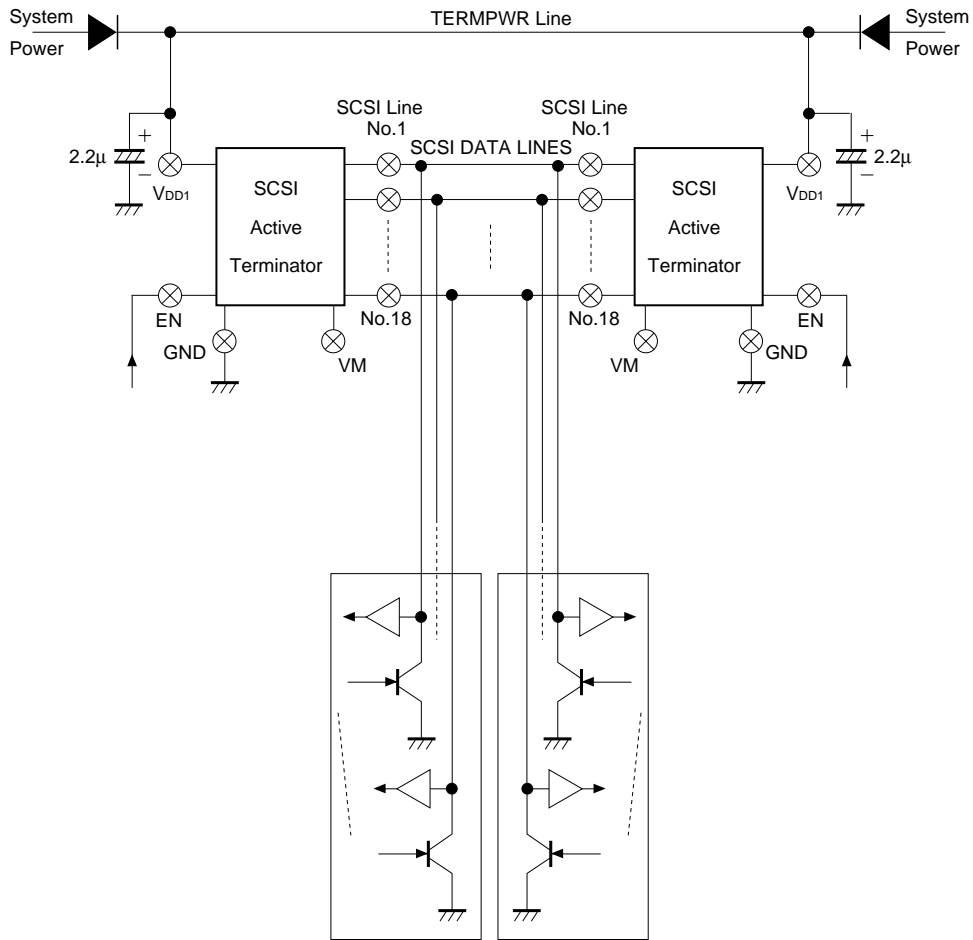 System
Power
TERMPWR Line
System
Power
SCSI Line
No.1
SCSI Line
No.1
SCSI DATA LINES
+
2.2μ
−
VDD1
SCSI
Active
Terminator
SCSI
Active
Terminator
+
2.2μ
−
VDD1
EN
GND
VM
No.18
No.18
VM
GND
EN